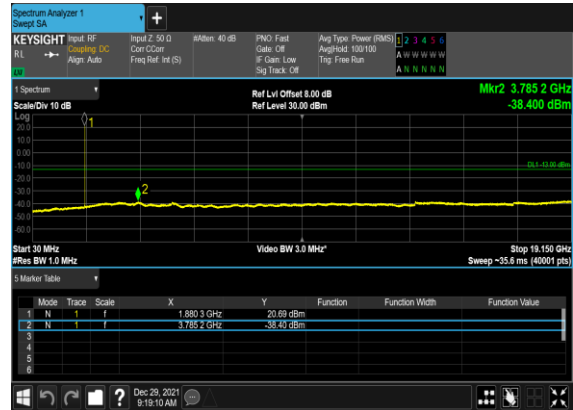 Spectrum Analyzer 1
Swept SA
+
KEYSIGHT Input: RF Input Z: 50 Ω #Atten: 40 dB PNO: Fast Avg Type: Power (RMS) 1 2 3 4 5 6
RL Coupling: DC Corr CCorr Gate: Off Avg|Hold: 100/100 A W W W W W
Align: Auto Freq Ref: Int (S) IF Gain: Low Trig: Free Run
LW Sig Track: Off A N N N N N
1 Spectrum Ref Lvl Offset 8.00 dB Mkr2 3.785 2 GHz
Scale/Div 10 dB Ref Level 30.00 dBm -38.400 dBm
Log
20.0 1
10.0
0.00
-10.0 DL1 -13.00 dBm
-20.0
-30.0 2
-40.0
-50.0
-60.0
Start 30 MHz Video BW 3.0 MHz* Stop 19.150 GHz
#Res BW 1.0 MHz Sweep ~35.6 ms (40001 pts)
5 Marker Table
Mode Trace Scale X Y Function Function Width Function Value
1 N 1 f 1.880 3 GHz 20.69 dBm
2 N 1 f 3.785 2 GHz -38.40 dBm
3
4
5
6
? Dec 29, 2021
9:19:10 AM